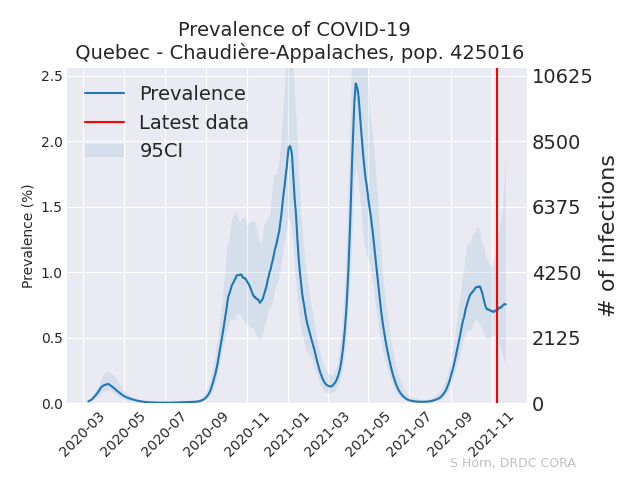 Prevalence of COVID-19
Quebec - Chaudière-Appalaches, pop. 425016
Prevalence
Latest data
95CI
Prevalence (%)
2.5
2.0
1.5
1.0
0.5
0.0
10625
8500
6375
4250
2125
0
# of infections
2020-03
2020-05
2020-07
2020-09
2020-11
2021-01
2021-03
2021-05
2021-07
2021-09
2021-11
S Horn, DRDC CORA